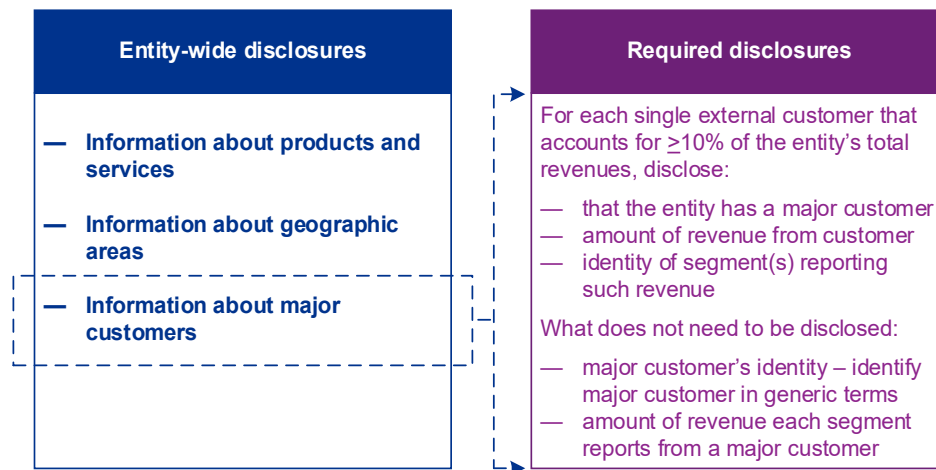 Entity-wide disclosures
— Information about products and
services
— Information about geographic
areas
— Information about major
customers
Required disclosures
For each single external customer that
accounts for ≥10% of the entity’s total
revenues, disclose:
— that the entity has a major customer
— amount of revenue from customer
— identity of segment(s) reporting
such revenue
What does not need to be disclosed:
— major customer’s identity – identify
major customer in generic terms
— amount of revenue each segment
reports from a major customer